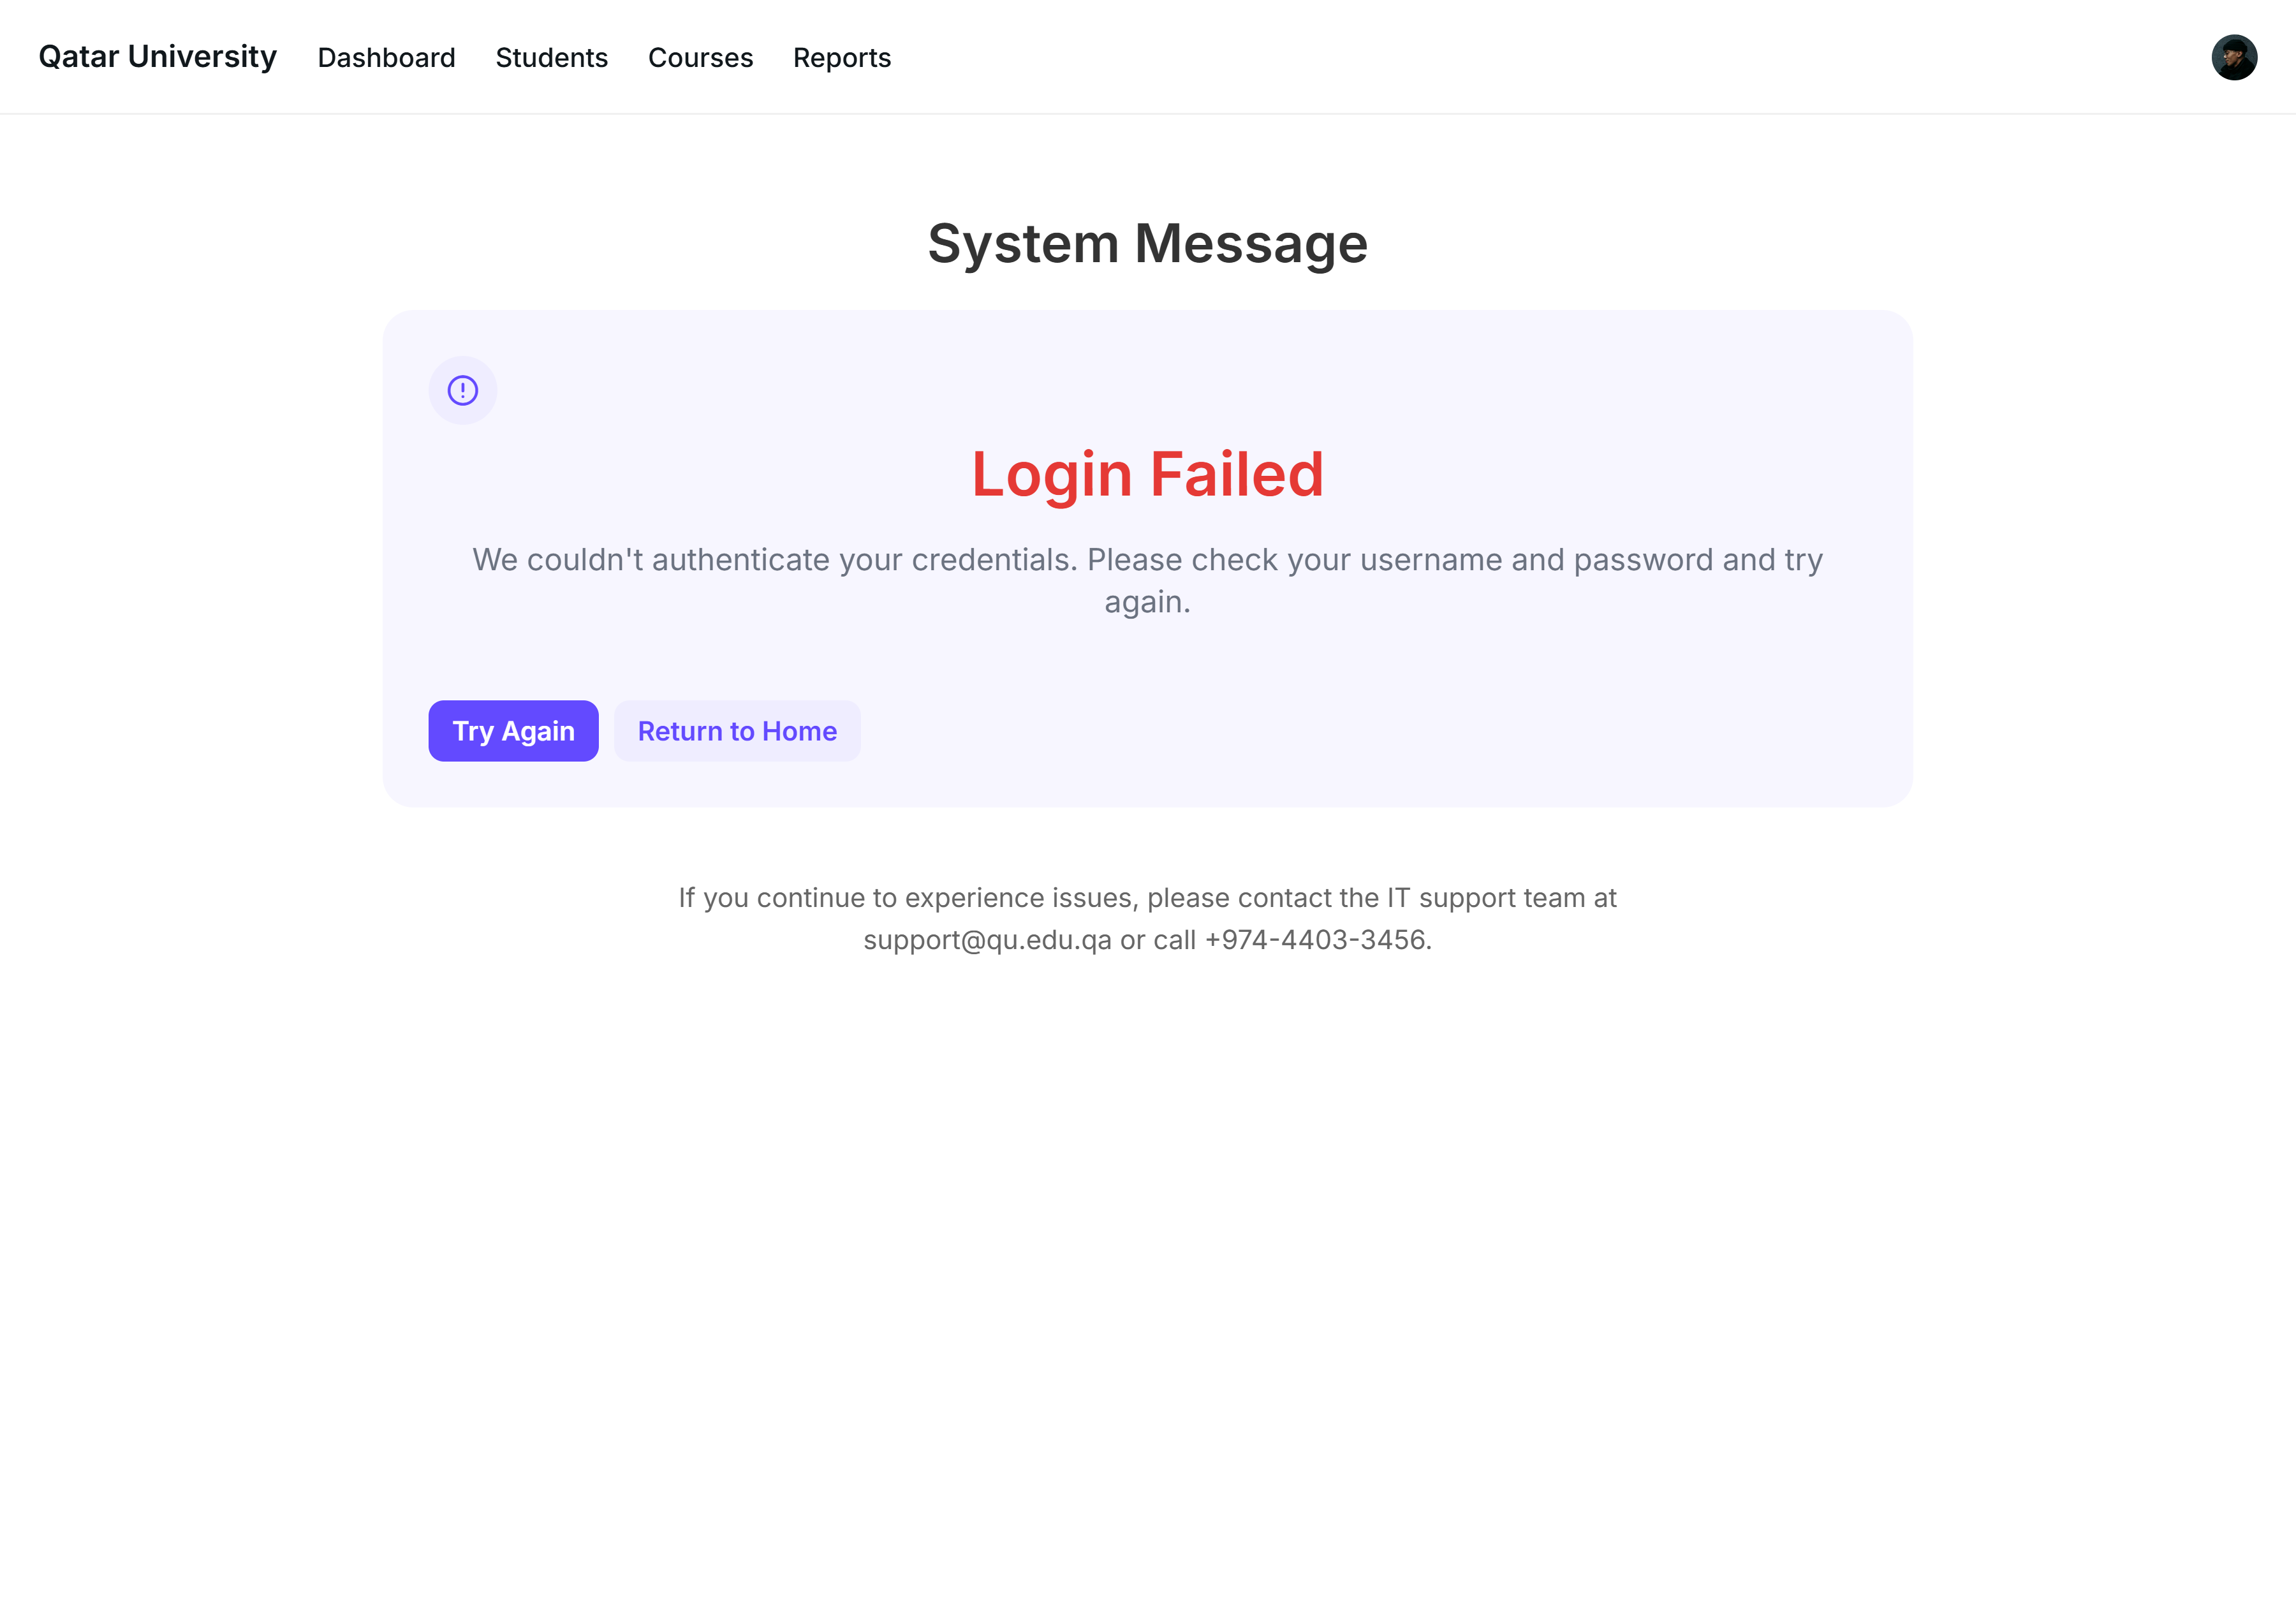 Qatar University Dashboard Students Courses Reports
System Message
Login Failed
We couldn't authenticate your credentials. Please check your username and password and try
again.
Try Again Return to Home
If you continue to experience issues, please contact the IT support team at
support@qu.edu.qa or call +974-4403-3456.